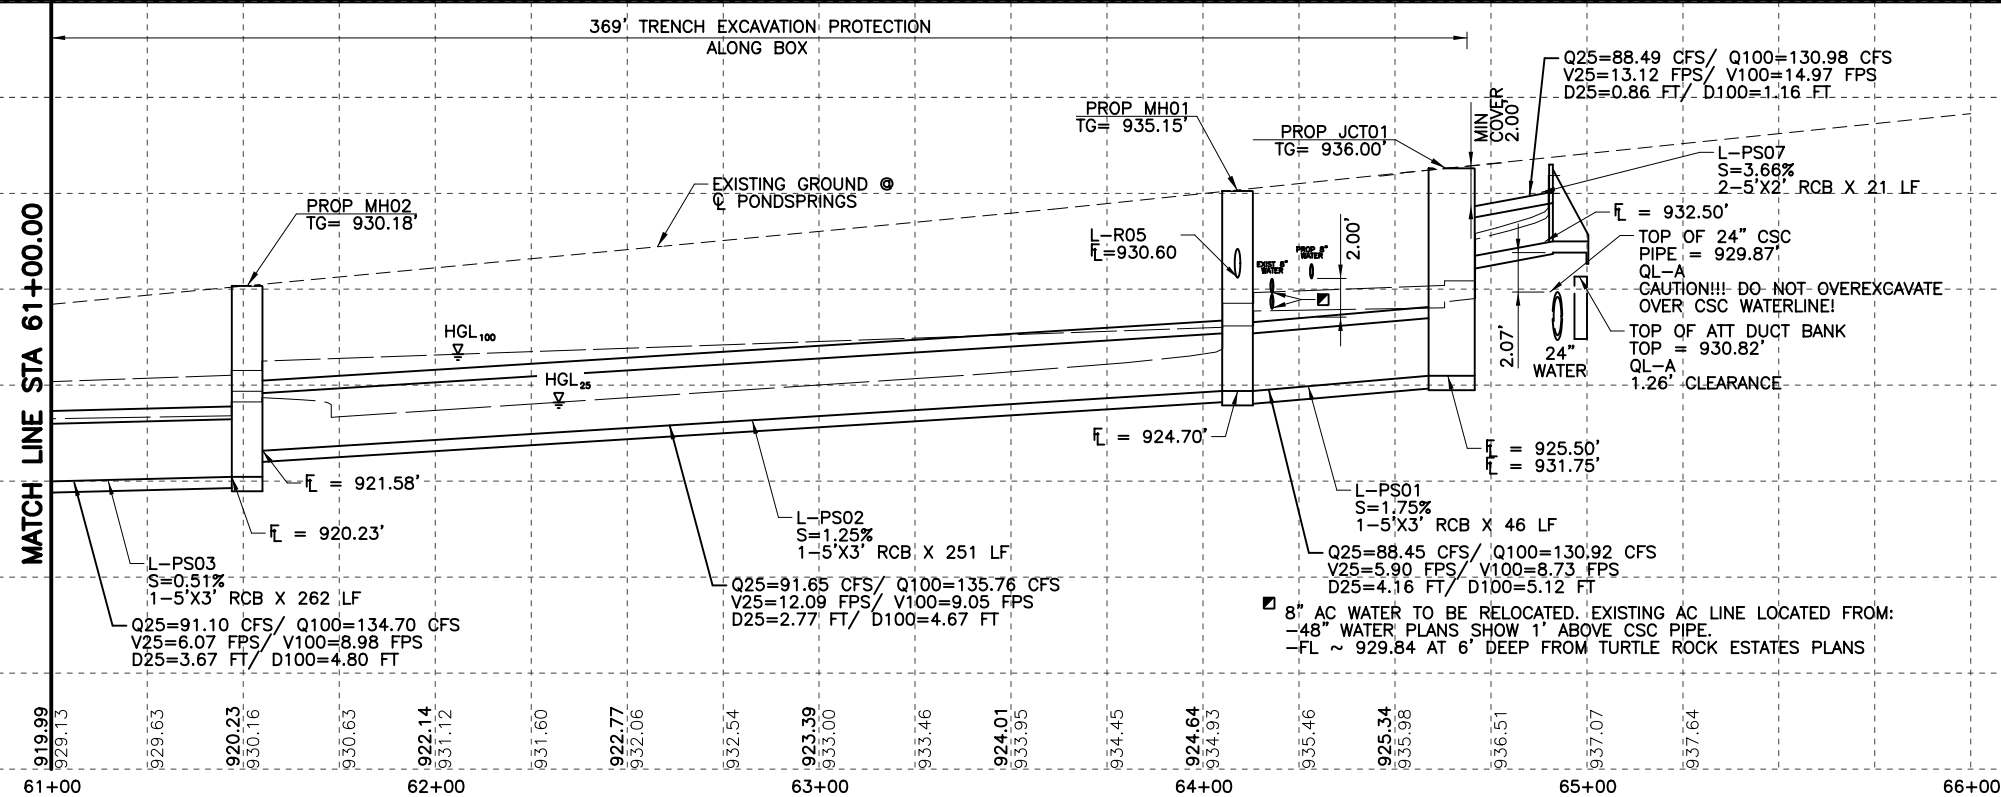 369' TRENCH EXCAVATION PROTECTION
ALONG BOX
Q25=88.49 CFS/ Q100=130.98 CFS
V25=13.12 FPS/ V100=14.97 FPS
D25=0.86 FT/ D100=1.16 FT
MIN
COVER
2.00'
PROP MH01
TG= 935.15'
PROP JCT01
TG= 936.00'
L-PS07
S=3.66%
2-5'X2' RCB X 21 LF
EXISTING GROUND @
℄ PONDSPRINGS
PROP MH02
TG= 930.18'
FL = 932.50'
L-R05
FL=930.60
EXIST 8"
WATER
PROP 8"
WATER
2.00'
TOP OF 24" CSC
PIPE = 929.87'
QL-A
CAUTION!!! DO NOT OVEREXCAVATE
OVER CSC WATERLINE!
TOP OF ATT DUCT BANK
TOP = 930.82'
QL-A
1.26' CLEARANCE
2.07'
24"
WATER
HGL100
HGL25
MATCH LINE STA 61+00.00
FL = 924.70'
FL = 925.50'
FL = 931.75'
FL = 921.58'
FL = 920.23'
L-PS01
S=1.75%
1-5'X3' RCB X 46 LF
L-PS02
S=1.25%
1-5'X3' RCB X 251 LF
L-PS03
S=0.51%
1-5'X3' RCB X 262 LF
Q25=88.45 CFS/ Q100=130.92 CFS
V25=5.90 FPS/ V100=8.73 FPS
D25=4.16 FT/ D100=5.12 FT
Q25=91.65 CFS/ Q100=135.76 CFS
V25=12.09 FPS/ V100=9.05 FPS
D25=2.77 FT/ D100=4.67 FT
Q25=91.10 CFS/ Q100=134.70 CFS
V25=6.07 FPS/ V100=8.98 FPS
D25=3.67 FT/ D100=4.80 FT
8" AC WATER TO BE RELOCATED. EXISTING AC LINE LOCATED FROM:
-48" WATER PLANS SHOW 1' ABOVE CSC PIPE.
-FL ~ 929.84 AT 6' DEEP FROM TURTLE ROCK ESTATES PLANS
919.99
929.13
929.63
920.23
930.16
930.63
922.14
931.12
931.60
922.77
932.06
932.54
923.39
933.00
933.46
924.01
933.95
934.45
924.64
934.93
935.46
925.34
935.98
936.51
937.07
937.64
61+00
62+00
63+00
64+00
65+00
66+00